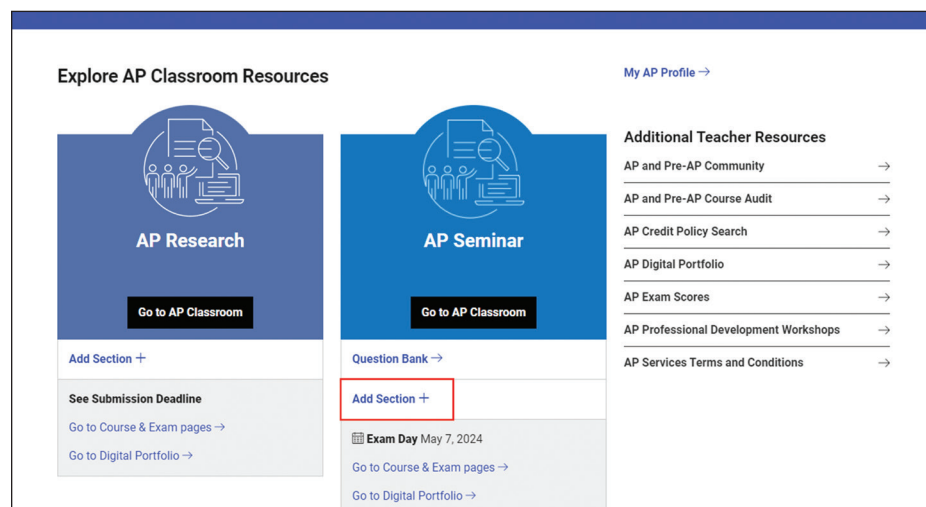 Explore AP Classroom Resources
AP Research
Go to AP Classroom
Add Section +
See Submission Deadline
Go to Course & Exam pages →
Go to Digital Portfolio →
AP Seminar
Go to AP Classroom
Question Bank →
Add Section +
Exam Day May 7, 2024
Go to Course & Exam pages →
Go to Digital Portfolio →
My AP Profile →
Additional Teacher Resources
AP and Pre-AP Community →
AP and Pre-AP Course Audit →
AP Credit Policy Search →
AP Digital Portfolio →
AP Exam Scores →
AP Professional Development Workshops →
AP Services Terms and Conditions →